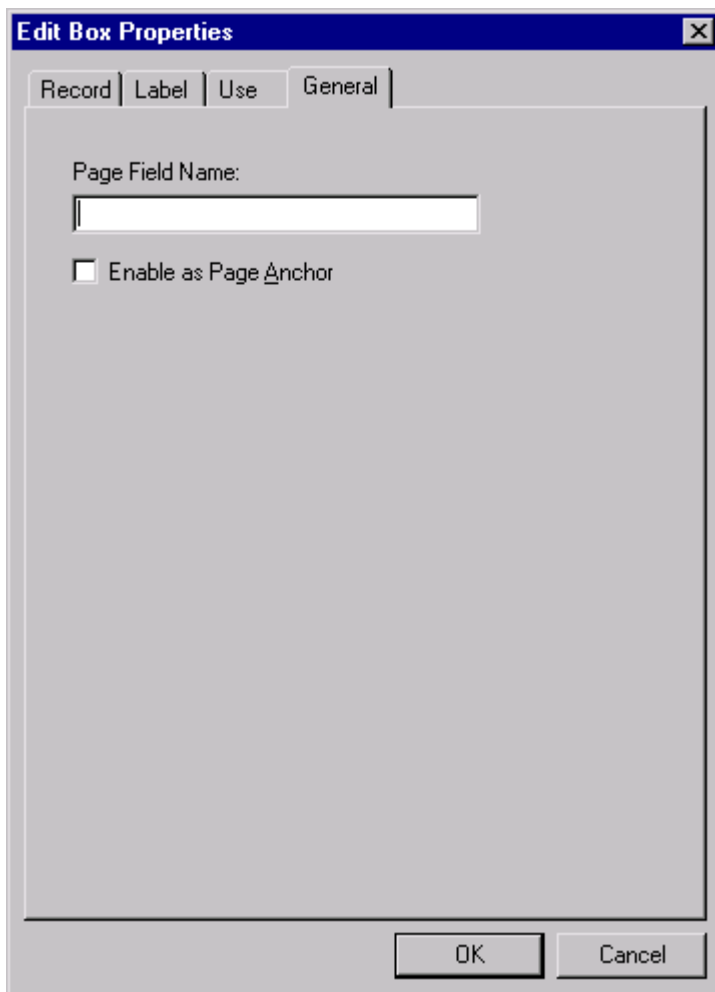 Edit Box Properties
Record Label Use General
Page Field Name:
Enable as Page Anchor
OK Cancel